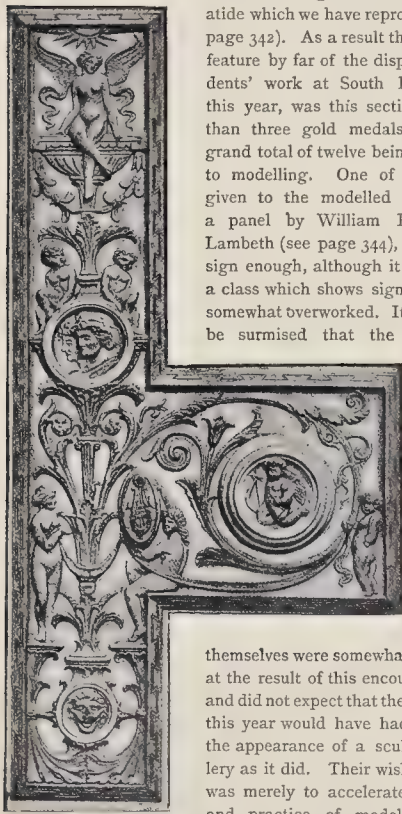 atide which we have repro
page 342). As a result th
feature by far of the disp
dents' work at South
this year, was this secti
than three gold medals
grand total of twelve bein
to modelling. One of
given to the modelled
a panel by William
Lambeth (see page 344),
sign enough, although it
a class which shows sign
somewhat overworked. I
be surmised that the
themselves were somewha
at the result of this encou
and did not expect that the
this year would have had
the appearance of a scu
lery as it did. Their wis
was merely to accelerate
and practice of model